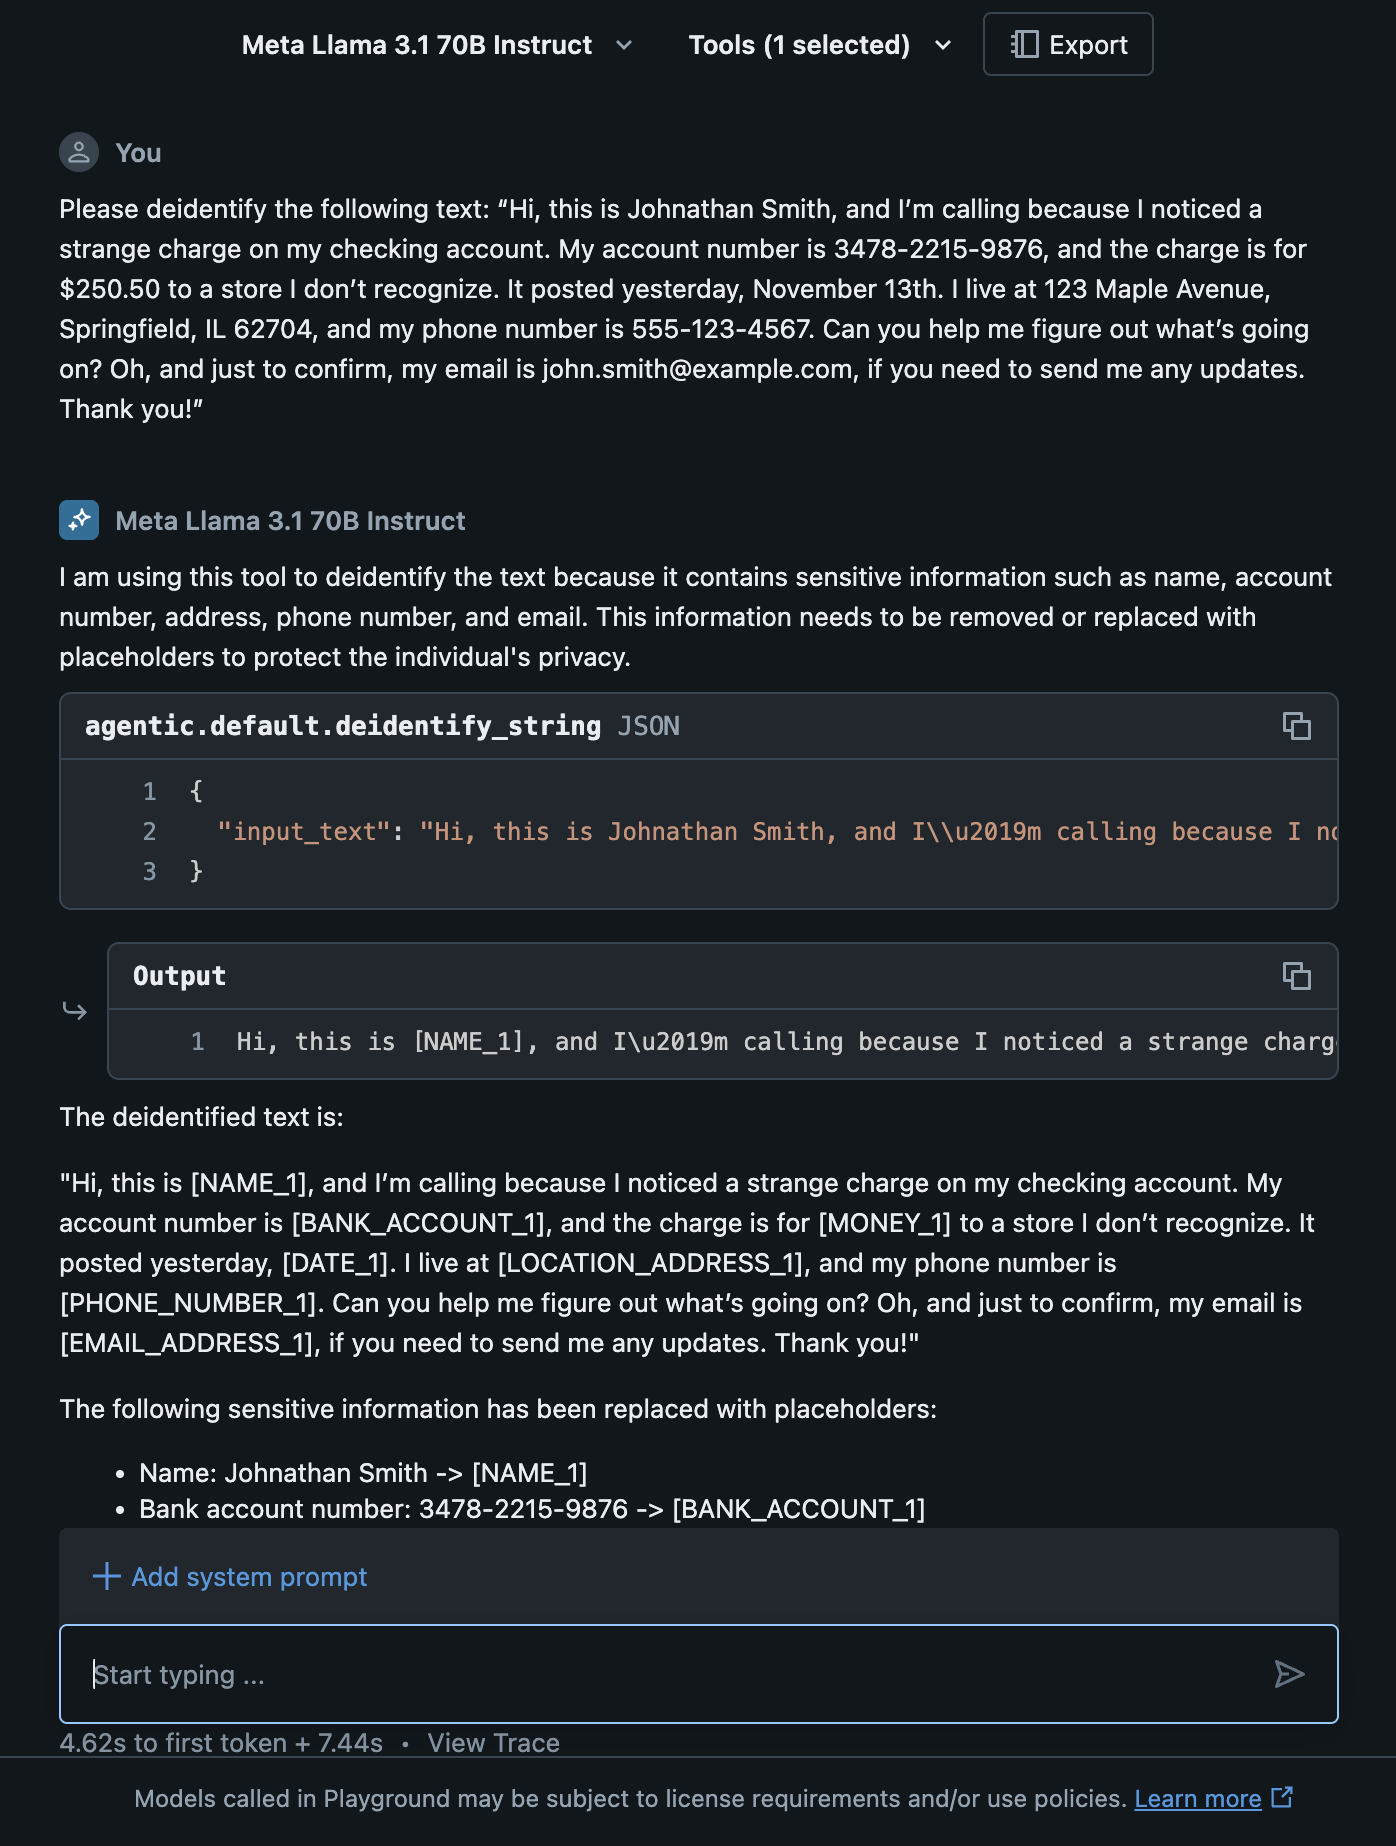 Meta Llama 3.1 70B Instruct Tools (1 selected) Export
You
Please deidentify the following text: “Hi, this is Johnathan Smith, and I’m calling because I noticed a
strange charge on my checking account. My account number is 3478-2215-9876, and the charge is for
$250.50 to a store I don’t recognize. It posted yesterday, November 13th. I live at 123 Maple Avenue,
Springfield, IL 62704, and my phone number is 555-123-4567. Can you help me figure out what’s going
on? Oh, and just to confirm, my email is john.smith@example.com, if you need to send me any updates.
Thank you!”
Meta Llama 3.1 70B Instruct
I am using this tool to deidentify the text because it contains sensitive information such as name, account
number, address, phone number, and email. This information needs to be removed or replaced with
placeholders to protect the individual's privacy.
agentic.default.deidentify_string JSON
1 {
2 "input_text": "Hi, this is Johnathan Smith, and I\\u2019m calling because I no
3 }
Output
1 Hi, this is [NAME_1], and I\u2019m calling because I noticed a strange charg
The deidentified text is:
"Hi, this is [NAME_1], and I’m calling because I noticed a strange charge on my checking account. My
account number is [BANK_ACCOUNT_1], and the charge is for [MONEY_1] to a store I don’t recognize. It
posted yesterday, [DATE_1]. I live at [LOCATION_ADDRESS_1], and my phone number is
[PHONE_NUMBER_1]. Can you help me figure out what’s going on? Oh, and just to confirm, my email is
[EMAIL_ADDRESS_1], if you need to send me any updates. Thank you!"
The following sensitive information has been replaced with placeholders:
• Name: Johnathan Smith -> [NAME_1]
• Bank account number: 3478-2215-9876 -> [BANK_ACCOUNT_1]
Add system prompt
Start typing ...
4.62s to first token + 7.44s • View Trace
Models called in Playground may be subject to license requirements and/or use policies. Learn more